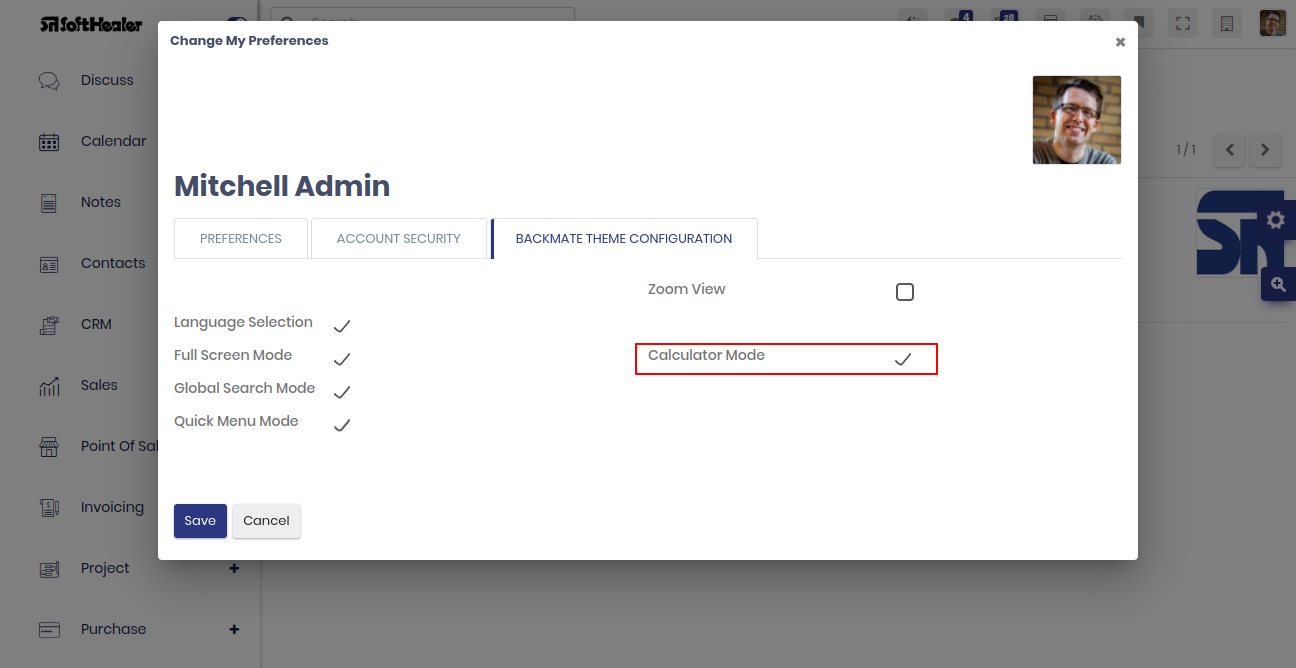 SoftHealer
Search
4
28
Change My Preferences
Discuss
Calendar
Notes
Contacts
CRM
Sales
Point Of Sal
Invoicing
Project
Purchase
1 / 1
Mitchell Admin
PREFERENCES
ACCOUNT SECURITY
BACKMATE THEME CONFIGURATION
Zoom View
Language Selection
Full Screen Mode
Calculator Mode
Global Search Mode
Quick Menu Mode
Save
Cancel